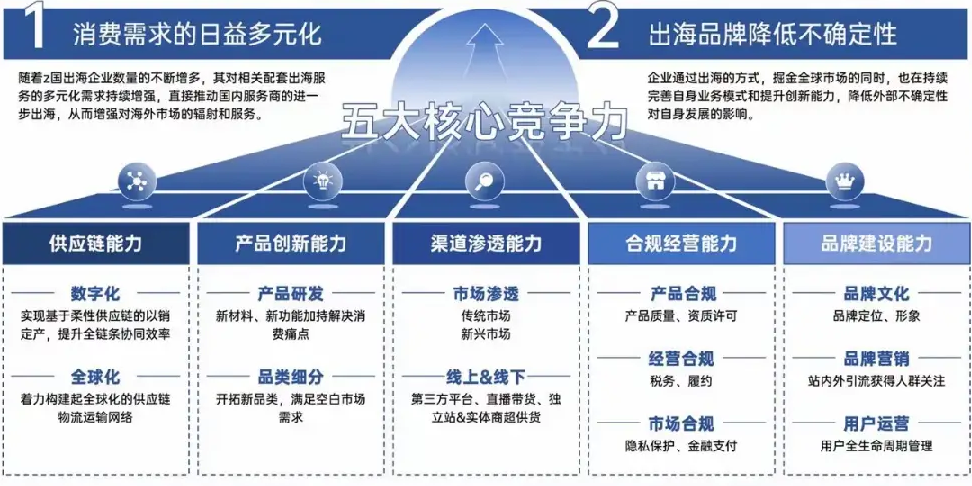 1 消费需求的日益多元化
随着2国出海企业数量的不断增多，其对相关配套出海服
务的多元化需求持续增强，直接推动国内服务商的进一
步出海，从而增强对海外市场的辐射和服务。
2 出海品牌降低不确定性
企业通过出海的方式，掘金全球市场的同时，也在持续
完善自身业务模式和提升创新能力，降低外部不确定性
对自身发展的影响。
五大核心竞争力
供应链能力
数字化
实现基于柔性供应链的以销
定产，提升全链条协同效率
全球化
着力构建起全球化的供应链
物流运输网络
产品创新能力
产品研发
新材料、新功能加持解决消
费痛点
品类细分
开拓新品类，满足空白市场
需求
渠道渗透能力
市场渗透
传统市场
新兴市场
线上&线下
第三方平台、直播带货、独
立站&实体商超供货
合规经营能力
产品合规
产品质量、资质许可
经营合规
税务、履约
市场合规
隐私保护、金融支付
品牌建设能力
品牌文化
品牌定位、形象
品牌营销
站内外引流获得人群关注
用户运营
用户全生命周期管理